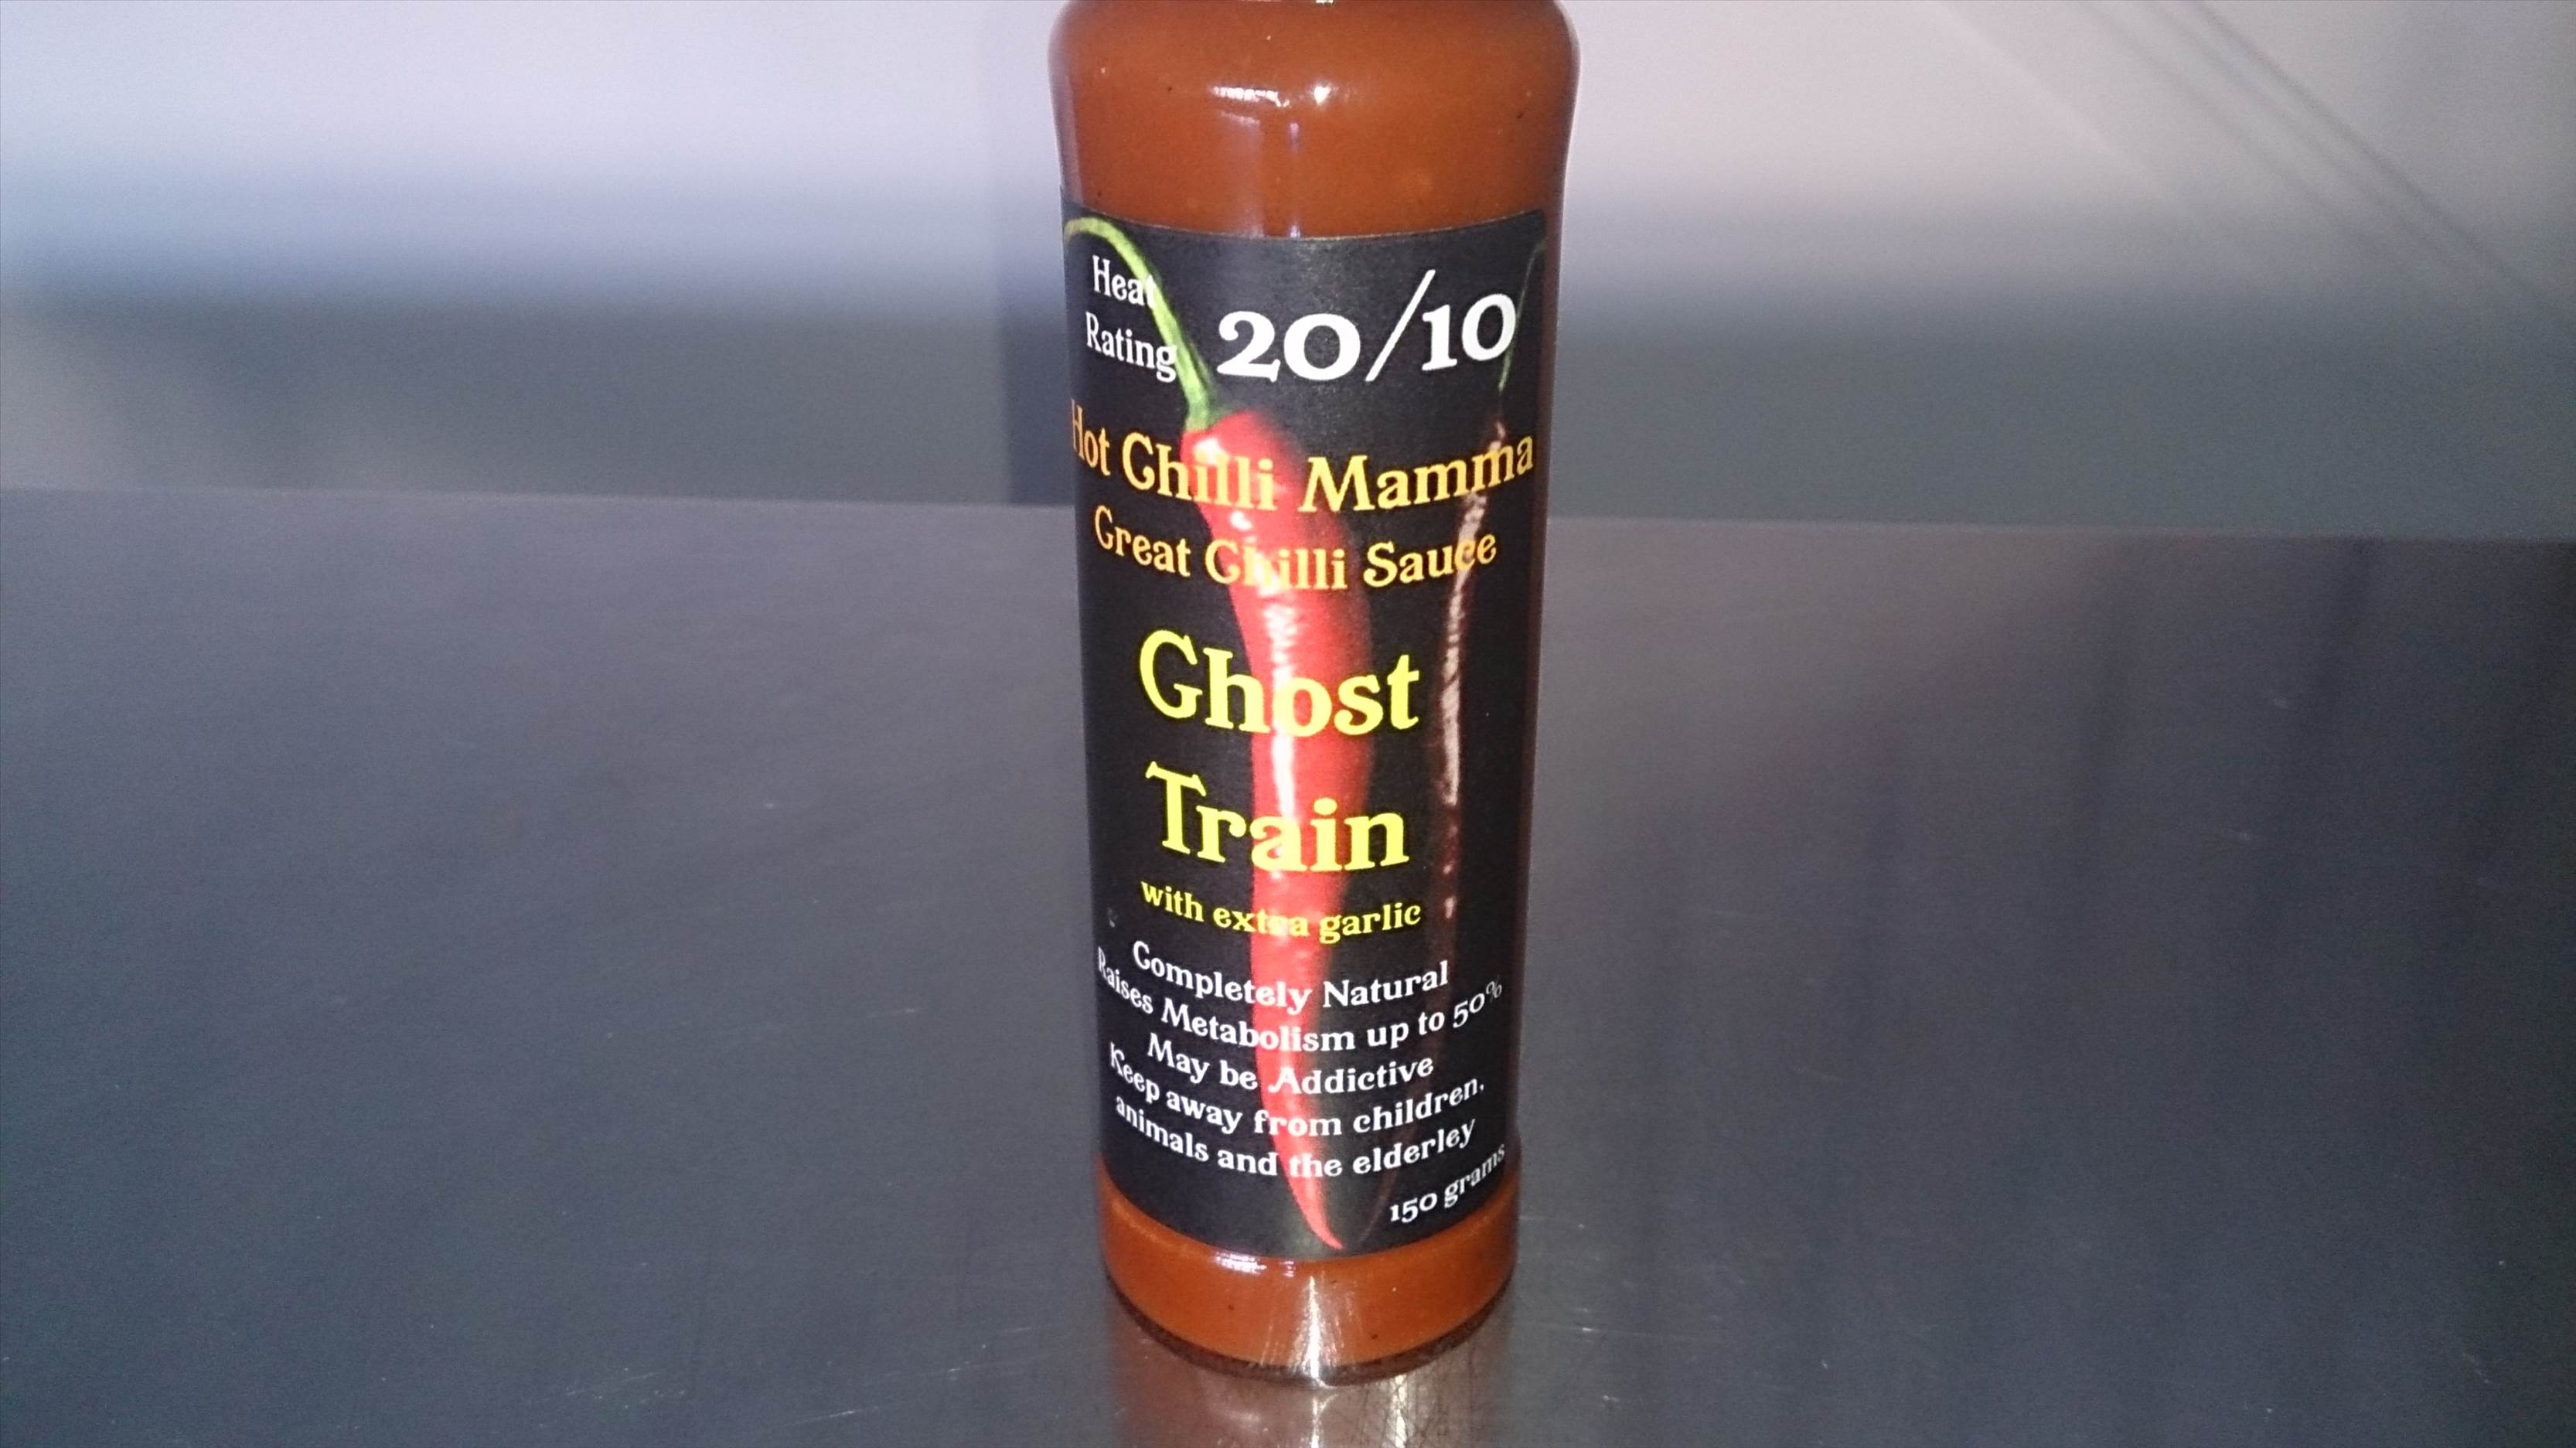 Heat
Rating
20/10
Hot Chilli Mamma
Great Chilli Sauce
Ghost
Train
with extra garlic
Completely Natural
Raises Metabolism up to 50%
May be Addictive
Keep away from children,
animals and the elderley
150 grams